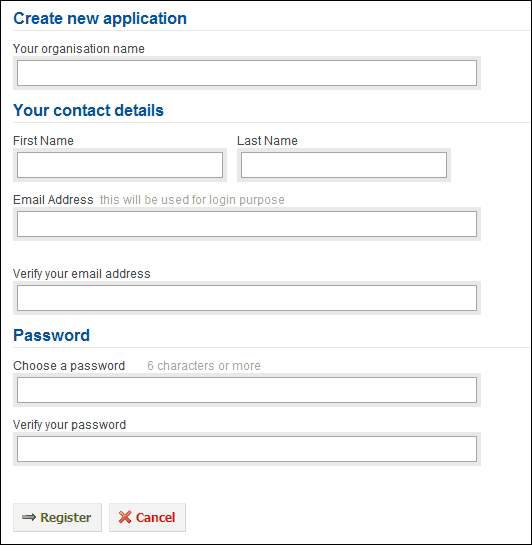 Create new application
Your organisation name
Your contact details
First Name Last Name
Email Address this will be used for login purpose
Verify your email address
Password
Choose a password 6 characters or more
Verify your password
Register Cancel